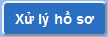 Xử lý hồ sơ